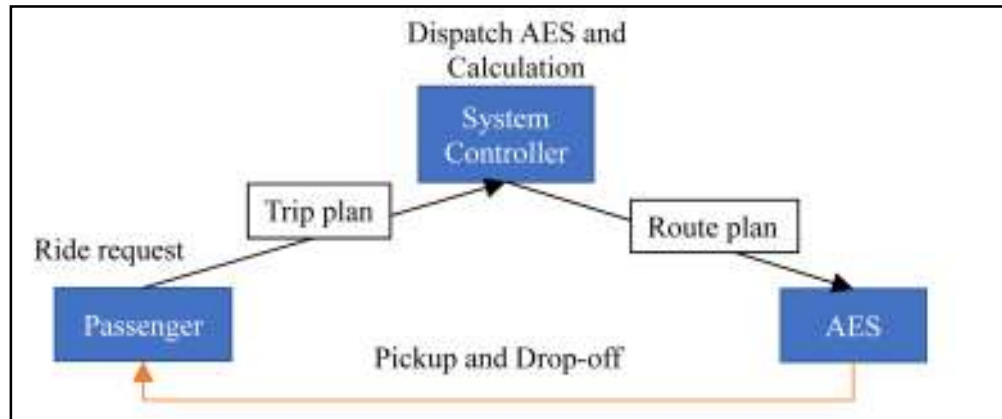 Dispatch AES and
Calculation
System
Controller
Trip plan
Route plan
Ride request
Passenger
AES
Pickup and Drop-off